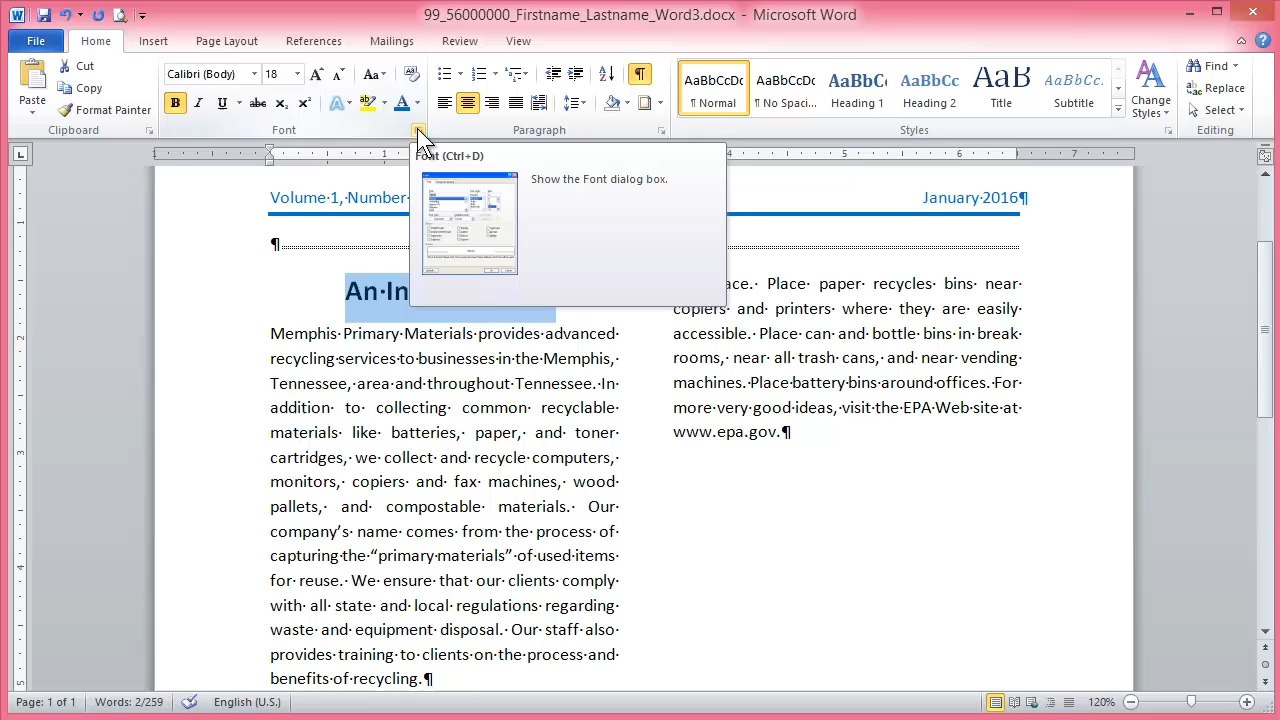 99_56000000_Firstname_Lastname_Word3.docx - Microsoft Word
File Home Insert Page Layout References Mailings Review View
Paste
Cut
Copy
Format Painter
Clipboard
Calibri (Body) 18
Font
Paragraph
AaBbCcDc AaBbCcDc AaBbC AaBbCc AaB AaBbCc.
¶ Normal ¶ No Spaci... Heading 1 Heading 2 Title Subtitle
Change Styles
Styles
Find
Replace
Select
Editing
Font (Ctrl+D)
Show the Font dialog box.
Volume·1,·Number· January·2016¶
¶
An·In
Memphis·Primary·Materials·provides·advanced·
recycling·services·to·businesses·in·the·Memphis,·
Tennessee,·area·and·throughout·Tennessee.·In·
addition·to·collecting·common·recyclable·
materials·like·batteries,·paper,·and·toner·
cartridges,·we·collect·and·recycle·computers,·
monitors,·copiers·and·fax·machines,·wood·
pallets,·and·compostable·materials.·Our·
company’s·name·comes·from·the·process·of·
capturing·the·“primary·materials”·of·used·items·
for·reuse.·We·ensure·that·our·clients·comply·
with·all·state·and·local·regulations·regarding·
waste·and·equipment·disposal.·Our·staff·also·
provides·training·to·clients·on·the·process·and·
benefits·of·recycling.¶
ace.·Place·paper·recycles·bins·near·
copiers·and·printers·where·they·are·easily·
accessible.·Place·can·and·bottle·bins·in·break·
rooms,·near·all·trash·cans,·and·near·vending·
machines.·Place·battery·bins·around·offices.·For·
more·very·good·ideas,·visit·the·EPA·Web·site·at·
www.epa.gov.¶
Page: 1 of 1 Words: 2/259 English (U.S.) 120%